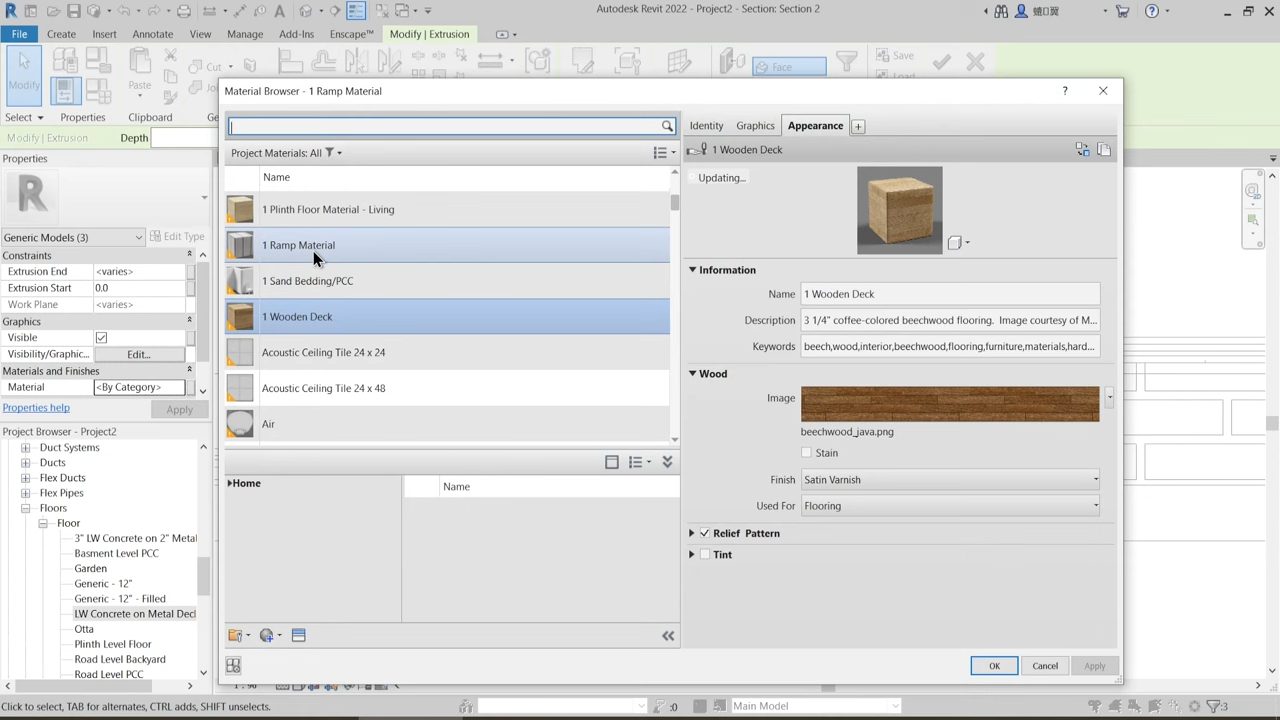 Autodesk Revit 2022 - Project2 - Section: Section 2
File
Create
Insert
Annotate
View
Manage
Add-Ins
Enscape™
Modify | Extrusion
Modify
Paste
Cut
Face
Save
Select
Properties
Clipboard
Modify | Extrusion
Depth
Properties
Generic Models (3)
Edit Type
Constraints
Extrusion End
<varies>
Extrusion Start
0.0
Work Plane
<varies>
Graphics
Visible
Visibility/Graphic...
Edit...
Materials and Finishes
Material
<By Category>
Properties help
Apply
Project Browser - Project2
Duct Systems
Ducts
Flex Ducts
Flex Pipes
Floors
Floor
3" LW Concrete on 2" Metal
Basment Level PCC
Garden
Generic - 12"
Generic - 12" - Filled
LW Concrete on Metal Decl
Otta
Plinth Level Floor
Road Level Backyard
Road Level PCC
Material Browser - 1 Ramp Material
?
Project Materials: All
Name
1 Plinth Floor Material - Living
1 Ramp Material
1 Sand Bedding/PCC
1 Wooden Deck
Acoustic Ceiling Tile 24 x 24
Acoustic Ceiling Tile 24 x 48
Air
Home
Name
Identity
Graphics
Appearance
1 Wooden Deck
Updating...
Information
Name
1 Wooden Deck
Description
3 1/4" coffee-colored beechwood flooring. Image courtesy of M...
Keywords
beech,wood,interior,beechwood,flooring,furniture,materials,hard...
Wood
Image
beechwood_java.png
Stain
Finish
Satin Varnish
Used For
Flooring
Relief Pattern
Tint
OK
Cancel
Apply
Click to select, TAB for alternates, CTRL adds, SHIFT unselects.
:0
Main Model
:3